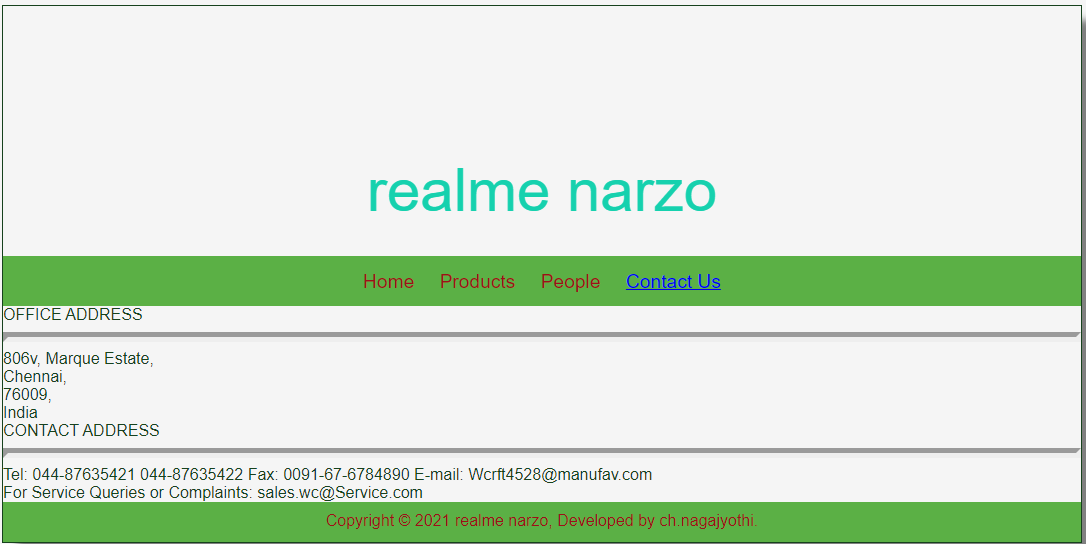 realme narzo
Home Products People Contact Us
OFFICE ADDRESS
806v, Marque Estate,
Chennai,
76009,
India
CONTACT ADDRESS
Tel: 044-87635421 044-87635422 Fax: 0091-67-6784890 E-mail: Wcrft4528@manufav.com
For Service Queries or Complaints: sales.wc@Service.com
Copyright © 2021 realme narzo, Developed by ch.nagajyothi.